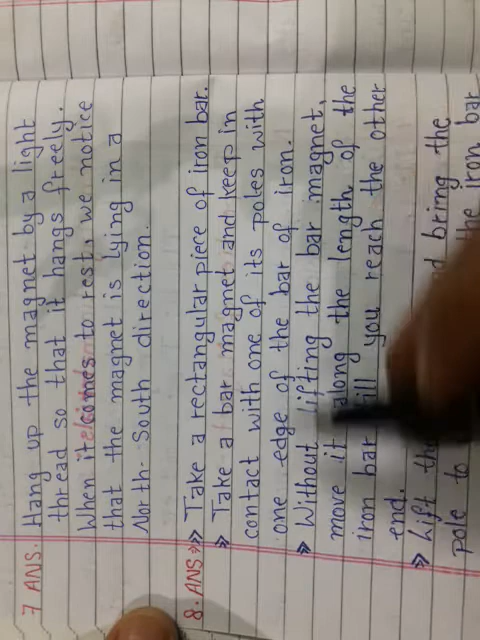 7 ANS. Hang up the magnet by a light
thread so that it hangs freely.
When it comes to rest, we notice
that the magnet is lying in a
North-South direction.
8. ANS→» Take a rectangular piece of iron bar.
» Take a bar magnet and keep in
contact with one of its poles with
one edge of the bar of iron.
» Without lifting the bar magnet,
move it along the length of the
iron bar till you reach the other
end.
» Lift the bring the
pole to the iron bar